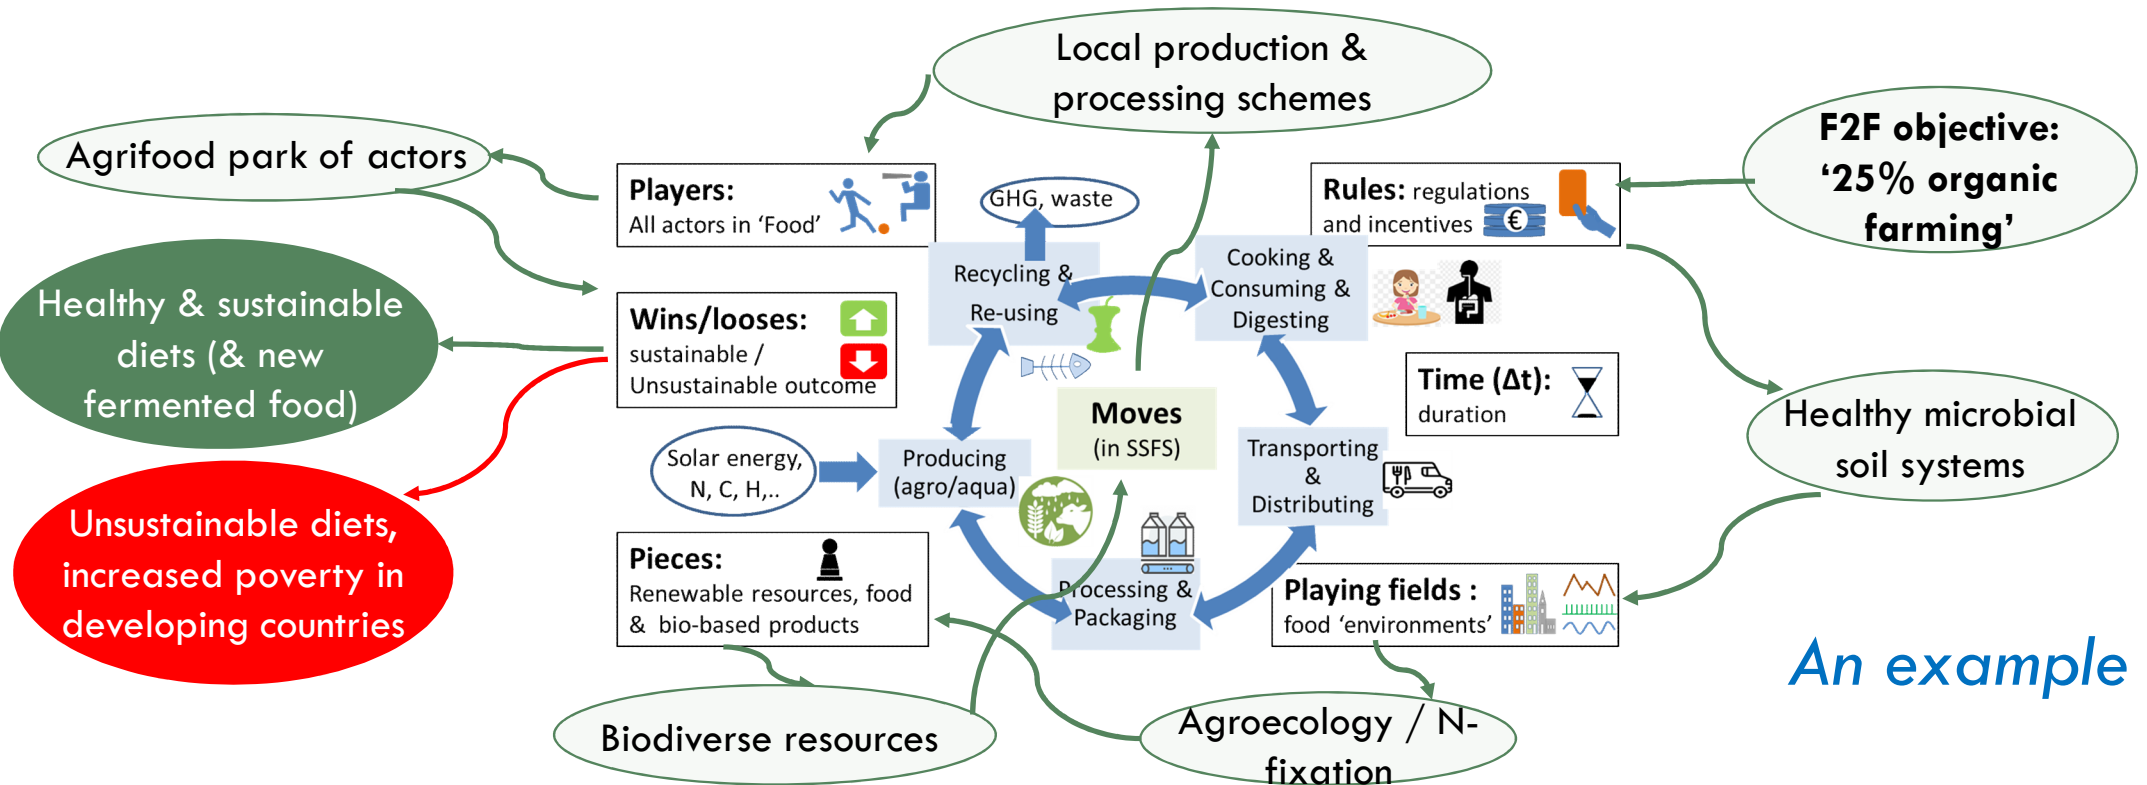 Local production &
processing schemes
F2F objective:
‘25% organic
farming’
Agrifood park of actors
Players:
All actors in ‘Food’
GHG, waste
Rules: regulations
and incentives
€
Recycling &
Re-using
Cooking &
Consuming &
Digesting
Healthy & sustainable
diets (& new
fermented food)
Wins/looses:
sustainable /
Unsustainable outcome
Time (Δt):
duration
Moves
(in SSFS)
Healthy microbial
soil systems
Solar energy,
N, C, H,..
Producing
(agro/aqua)
Transporting
&
Distributing
Unsustainable diets,
increased poverty in
developing countries
Pieces:
Renewable resources, food
& bio-based products
Processing &
Packaging
Playing fields :
food ‘environments’
An example
Biodiverse resources
Agroecology / N-
fixation